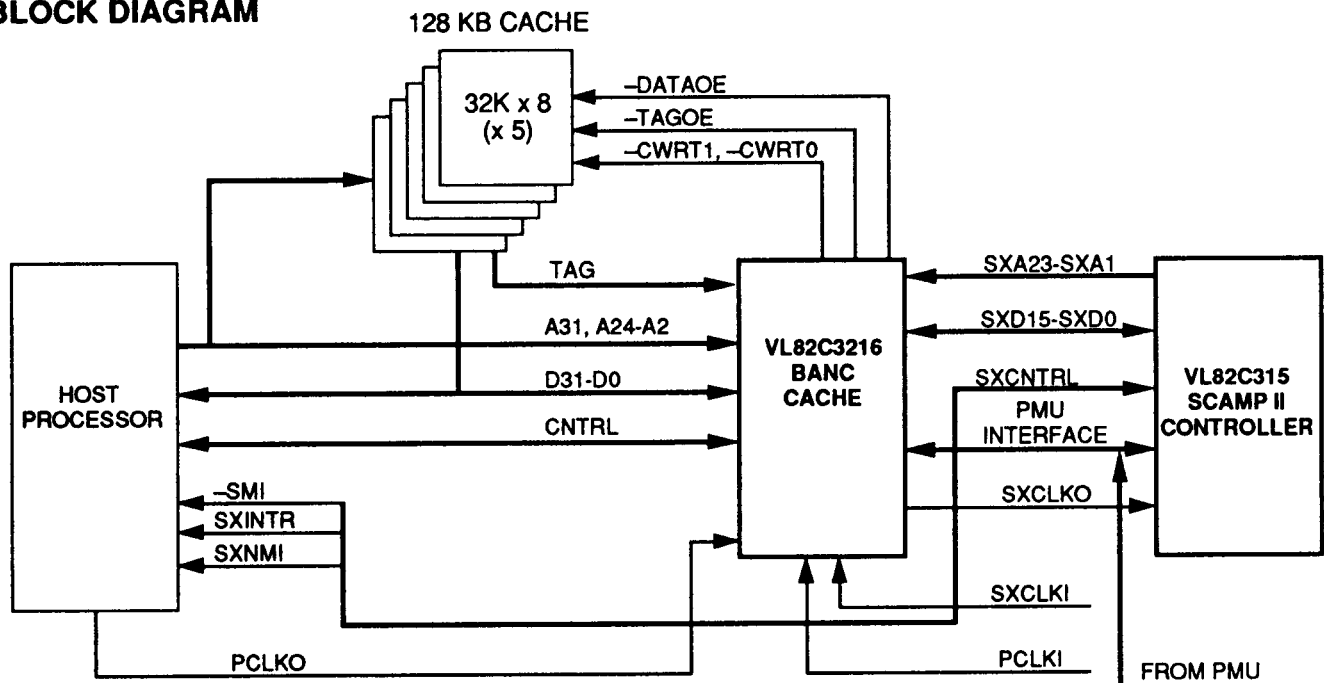 BLOCK DIAGRAM
128 KB CACHE
32K x 8
(x 5)
–DATAOE
–TAGOE
–CWRT1, –CWRT0
TAG
A31, A24-A2
D31-D0
CNTRL
HOST
PROCESSOR
–SMI
SXINTR
SXNMI
PCLKO
VL82C3216
BANC
CACHE
SXA23-SXA1
SXD15-SXD0
SXCNTRL
PMU
INTERFACE
SXCLKO
VL82C315
SCAMP II
CONTROLLER
SXCLKI
PCLKI
FROM PMU